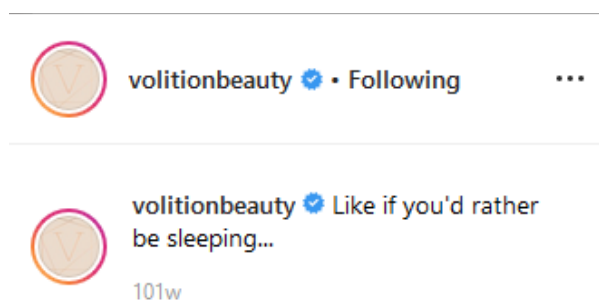 volitionbeauty • Following
volitionbeauty Like if you'd rather
be sleeping...
101w